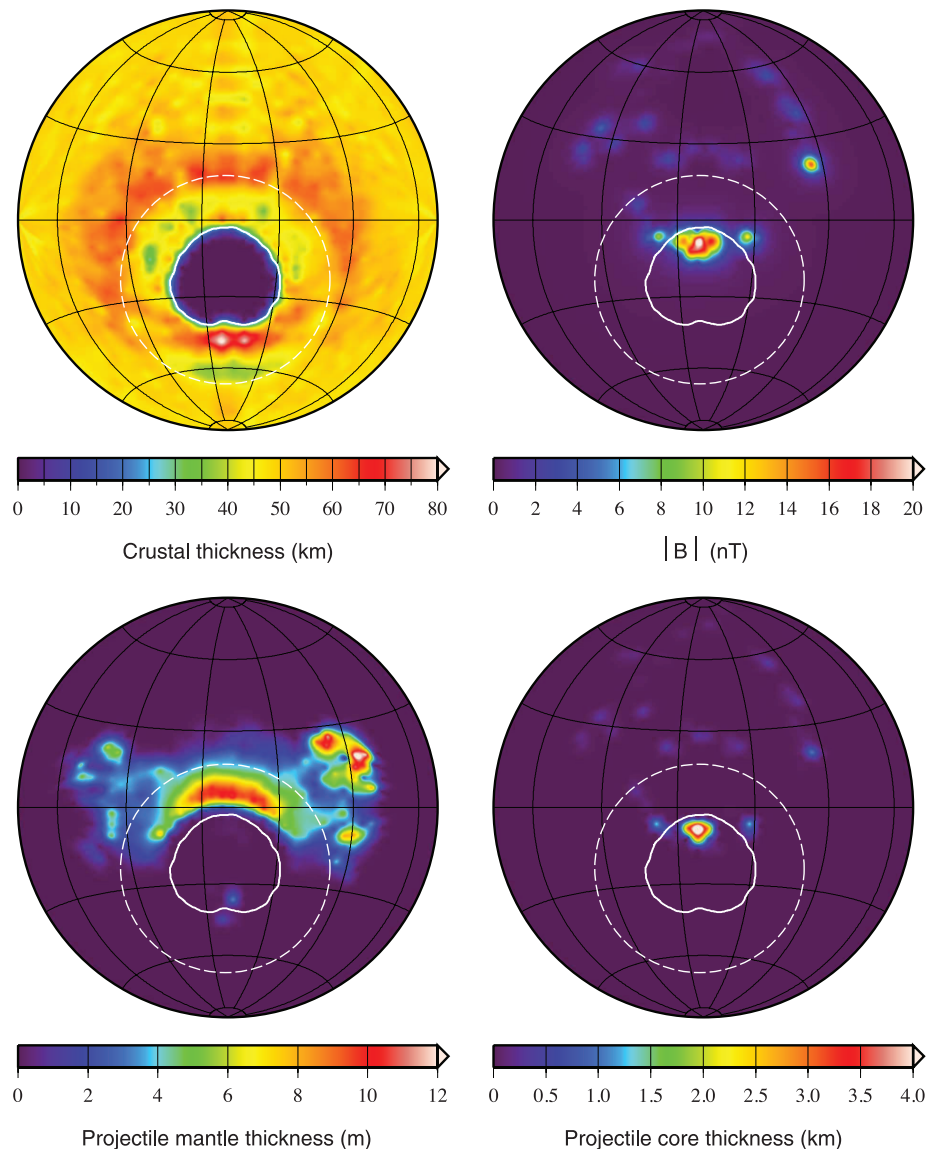 0 10 20 30 40 50 60 70 80
Crustal thickness (km)
0 2 4 6 8 10 12 14 16 18 20
|B| (nT)
0 2 4 6 8 10 12
Projectile mantle thickness (m)
0 0.5 1.0 1.5 2.0 2.5 3.0 3.5 4.0
Projectile core thickness (km)